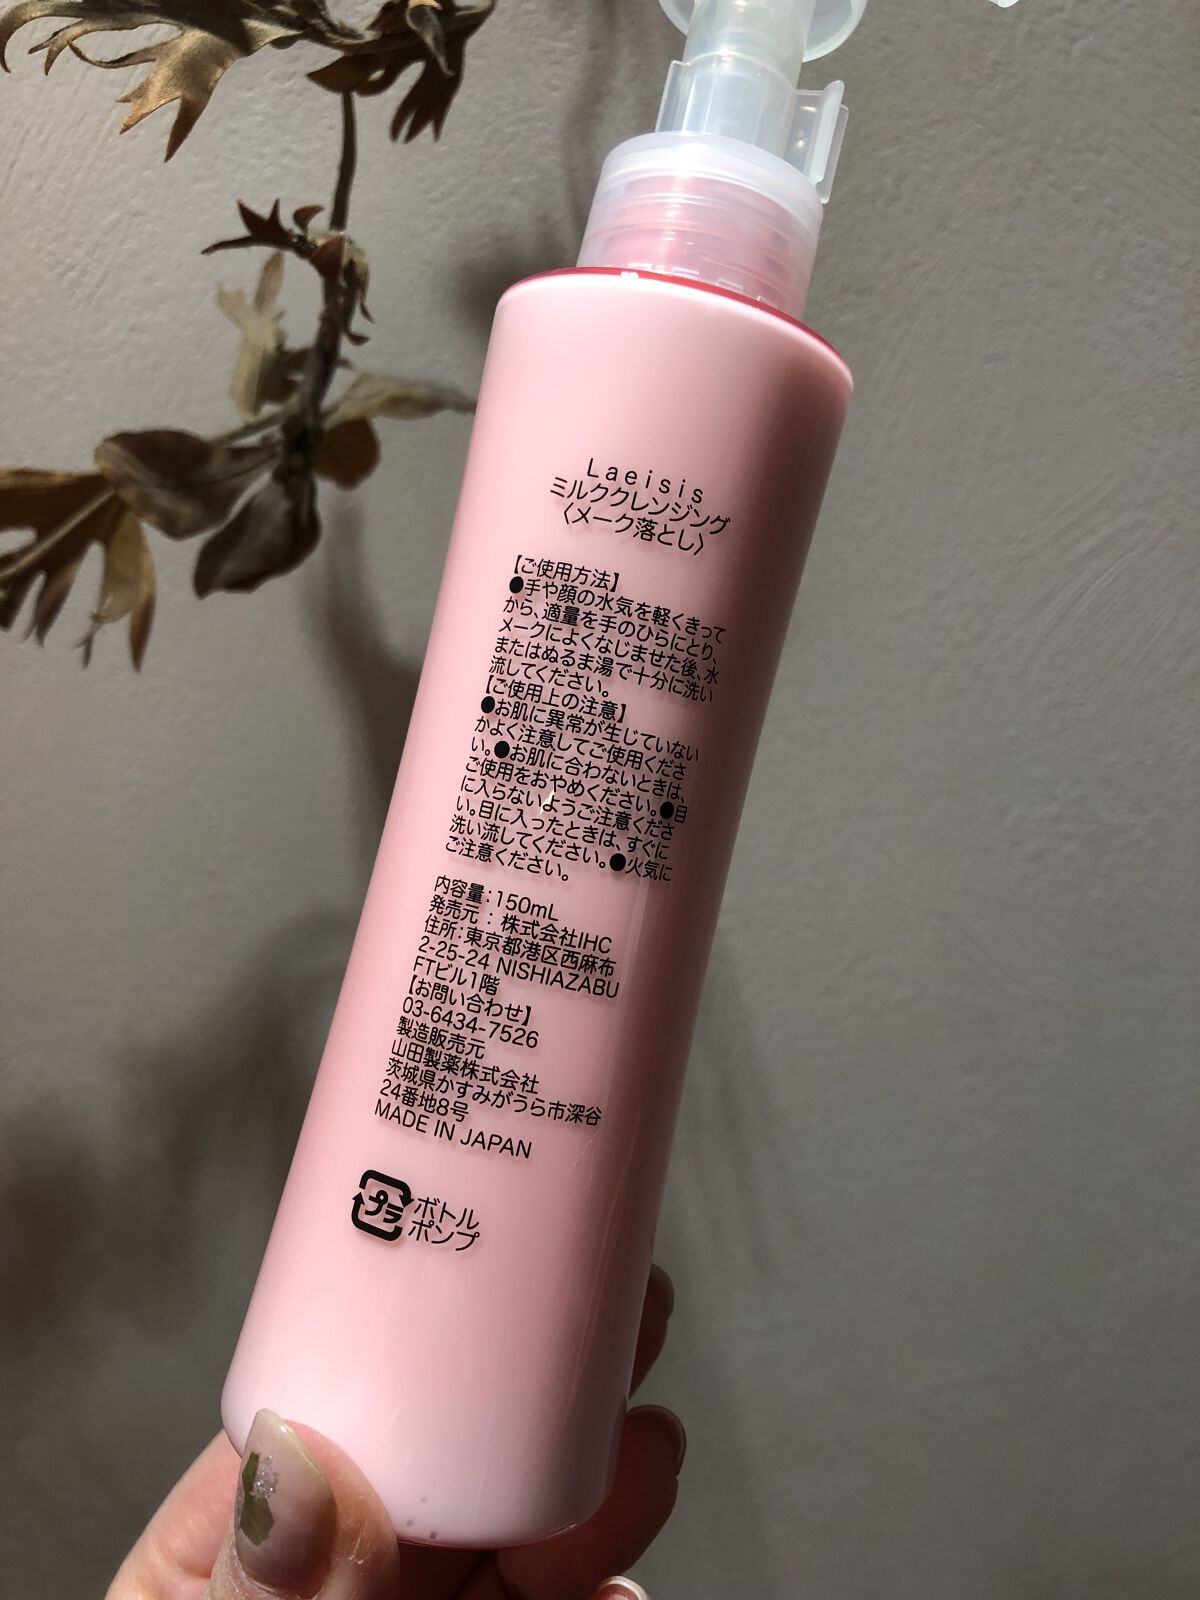 Laeisis
ミルククレンジング
〈メーク落とし〉
【ご使用方法】
●手や顔の水気を軽くきって
から、適量を手のひらにとり、
メークによくなじませた後、水
またはぬるま湯で十分に洗い
流してください。
【ご使用上の注意】
●お肌に異常が生じていない
かよく注意してご使用くださ
い。●お肌に合わないときは、
ご使用をおやめください。●目
に入らないようご注意くださ
い。目に入ったときは、すぐに
洗い流してください。●火気に
ご注意ください。
内容量:150mL
発売元:株式会社IHC
住所:東京都港区西麻布
2-25-24 NISHIAZABU
FTビル1階
【お問い合わせ】
03-6434-7526
製造販売元
山田製薬株式会社
茨城県かすみがうら市深谷
24番地8号
MADE IN JAPAN
プラ
ボトル
ポンプ